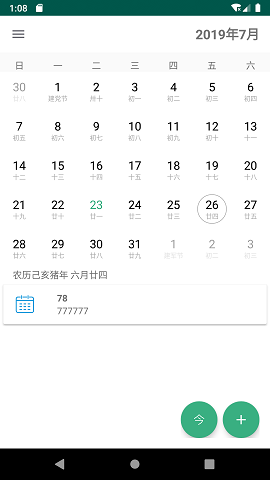 1:08
2019年7月
日 一 二 三 四 五 六
30 1 2 3 4 5 6
廿八 建党节 卅十 初一 初二 初三 初四
7 8 9 10 11 12 13
初五 初六 初七 初八 初九 初十 十一
14 15 16 17 18 19 20
十二 十三 十四 十五 十六 十七 十八
21 22 23 24 25 26 27
十九 廿十 廿一 廿二 廿三 廿四 廿五
28 29 30 31 1 2 3
廿六 廿七 廿八 廿九 建军节 初二 初三
农历己亥猪年 六月廿四
78
777777
今 +